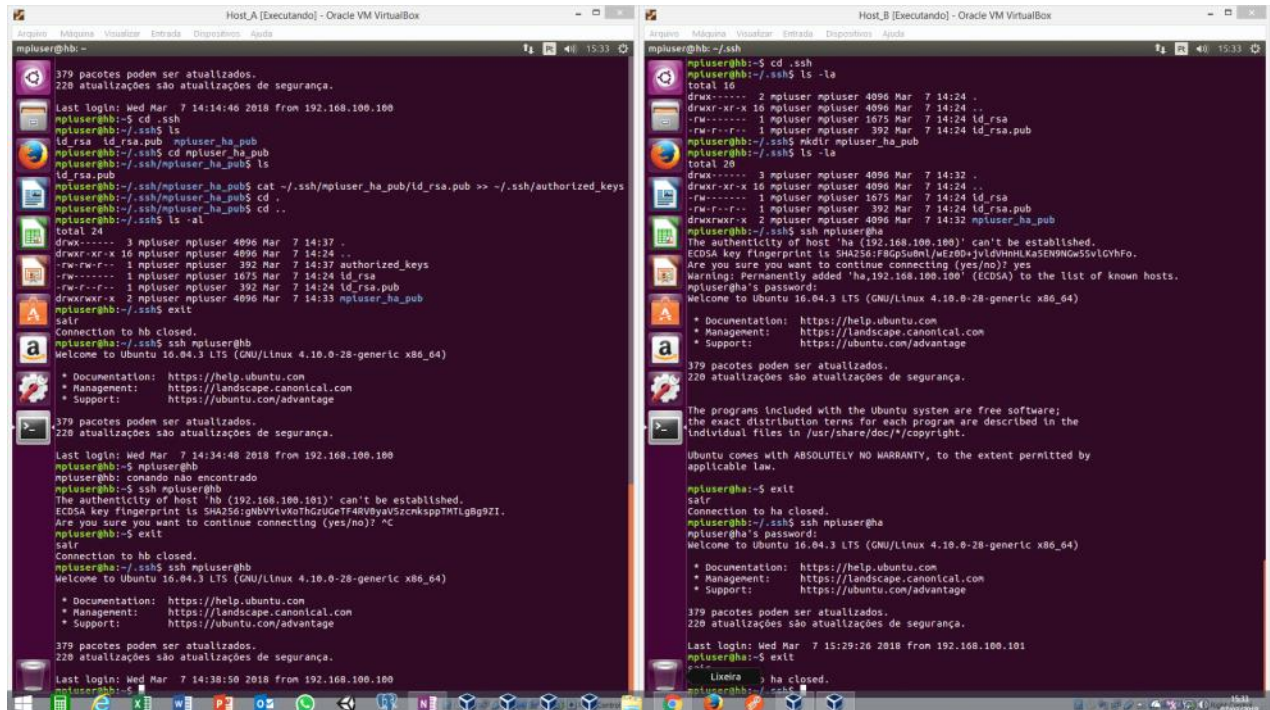 Host_A [Executando] - Oracle VM VirtualBox
Arquivo Máquina Visualizar Entrada Dispositivos Ajuda
mpiuser@hb: ~
Pt 15:33
379 pacotes podem ser atualizados.
220 atualizações são atualizações de segurança.
Last login: Wed Mar 7 14:14:46 2018 from 192.168.100.100
mpiuser@hb:~$ cd .ssh
mpiuser@hb:~/.ssh$ ls
id_rsa id_rsa.pub mpiuser_ha_pub
mpiuser@hb:~/.ssh$ cd mpiuser_ha_pub
mpiuser@hb:~/.ssh/mpiuser_ha_pub$ ls
id_rsa.pub
mpiuser@hb:~/.ssh/mpiuser_ha_pub$ cat ~/.ssh/mpiuser_ha_pub/id_rsa.pub >> ~/.ssh/authorized_keys
mpiuser@hb:~/.ssh/mpiuser_ha_pub$ cd .
mpiuser@hb:~/.ssh/mpiuser_ha_pub$ cd ..
mpiuser@hb:~/.ssh$ ls -al
total 24
drwx------ 3 mpiuser mpiuser 4096 Mar 7 14:37 .
drwxr-xr-x 16 mpiuser mpiuser 4096 Mar 7 14:24 ..
-rw-rw-r-- 1 mpiuser mpiuser 392 Mar 7 14:37 authorized_keys
-rw------- 1 mpiuser mpiuser 1675 Mar 7 14:24 id_rsa
-rw-r--r-- 1 mpiuser mpiuser 392 Mar 7 14:24 id_rsa.pub
drwxrwxr-x 2 mpiuser mpiuser 4096 Mar 7 14:33 mpiuser_ha_pub
mpiuser@hb:~/.ssh$ exit
sair
Connection to hb closed.
mpiuser@ha:~/.ssh$ ssh mpiuser@hb
Welcome to Ubuntu 16.04.3 LTS (GNU/Linux 4.10.0-28-generic x86_64)
* Documentation: https://help.ubuntu.com
* Management: https://landscape.canonical.com
* Support: https://ubuntu.com/advantage
379 pacotes podem ser atualizados.
220 atualizações são atualizações de segurança.
Last login: Wed Mar 7 14:34:48 2018 from 192.168.100.100
mpiuser@hb:~$ mpiuser@hb
mpiuser@hb: comando não encontrado
mpiuser@hb:~$ ssh mpiuser@hb
The authenticity of host 'hb (192.168.100.101)' can't be established.
ECDSA key fingerprint is
Are you sure you want to continue connecting (yes/no)? ^C
mpiuser@hb:~$ exit
sair
Connection to hb closed.
mpiuser@ha:~/.ssh$ ssh mpiuser@hb
Welcome to Ubuntu 16.04.3 LTS (GNU/Linux 4.10.0-28-generic x86_64)
* Documentation: https://help.ubuntu.com
* Management: https://landscape.canonical.com
* Support: https://ubuntu.com/advantage
379 pacotes podem ser atualizados.
220 atualizações são atualizações de segurança.
Last login: Wed Mar 7 14:38:50 2018 from 192.168.100.100
mpiuser@hb:~$
Host_B [Executando] - Oracle VM VirtualBox
Arquivo Máquina Visualizar Entrada Dispositivos Ajuda
mpiuser@hb: ~/.ssh
Pt 15:33
mpiuser@hb:~$ cd .ssh
mpiuser@hb:~/.ssh$ ls -la
total 16
drwx------ 2 mpiuser mpiuser 4096 Mar 7 14:24 .
drwxr-xr-x 16 mpiuser mpiuser 4096 Mar 7 14:24 ..
-rw------- 1 mpiuser mpiuser 1675 Mar 7 14:24 id_rsa
-rw-r--r-- 1 mpiuser mpiuser 392 Mar 7 14:24 id_rsa.pub
mpiuser@hb:~/.ssh$ mkdir mpiuser_ha_pub
mpiuser@hb:~/.ssh$ ls -la
total 20
drwx------ 3 mpiuser mpiuser 4096 Mar 7 14:32 .
drwxr-xr-x 16 mpiuser mpiuser 4096 Mar 7 14:24 ..
-rw------- 1 mpiuser mpiuser 1675 Mar 7 14:24 id_rsa
-rw-r--r-- 1 mpiuser mpiuser 392 Mar 7 14:24 id_rsa.pub
drwxrwxr-x 2 mpiuser mpiuser 4096 Mar 7 14:32 mpiuser_ha_pub
mpiuser@hb:~/.ssh$ ssh mpiuser@ha
The authenticity of host 'ha (192.168.100.100)' can't be established.
ECDSA key fingerprint is
Are you sure you want to continue connecting (yes/no)? yes
Warning: Permanently added 'ha,192.168.100.100' (ECDSA) to the list of known hosts.
mpiuser@ha's password:
Welcome to Ubuntu 16.04.3 LTS (GNU/Linux 4.10.0-28-generic x86_64)
* Documentation: https://help.ubuntu.com
* Management: https://landscape.canonical.com
* Support: https://ubuntu.com/advantage
379 pacotes podem ser atualizados.
220 atualizações são atualizações de segurança.
The programs included with the Ubuntu system are free software;
the exact distribution terms for each program are described in the
individual files in /usr/share/doc/*/copyright.
Ubuntu comes with ABSOLUTELY NO WARRANTY, to the extent permitted by
applicable law.
mpiuser@ha:~$ exit
sair
Connection to ha closed.
mpiuser@hb:~/.ssh$ ssh mpiuser@ha
mpiuser@ha's password:
Welcome to Ubuntu 16.04.3 LTS (GNU/Linux 4.10.0-28-generic x86_64)
* Documentation: https://help.ubuntu.com
* Management: https://landscape.canonical.com
* Support: https://ubuntu.com/advantage
379 pacotes podem ser atualizados.
220 atualizações são atualizações de segurança.
Last login: Wed Mar 7 15:29:26 2018 from 192.168.100.101
mpiuser@ha:~$ exit
Lixeira
o ha closed.
mpiuser@hb:~/.ssh$
15:33